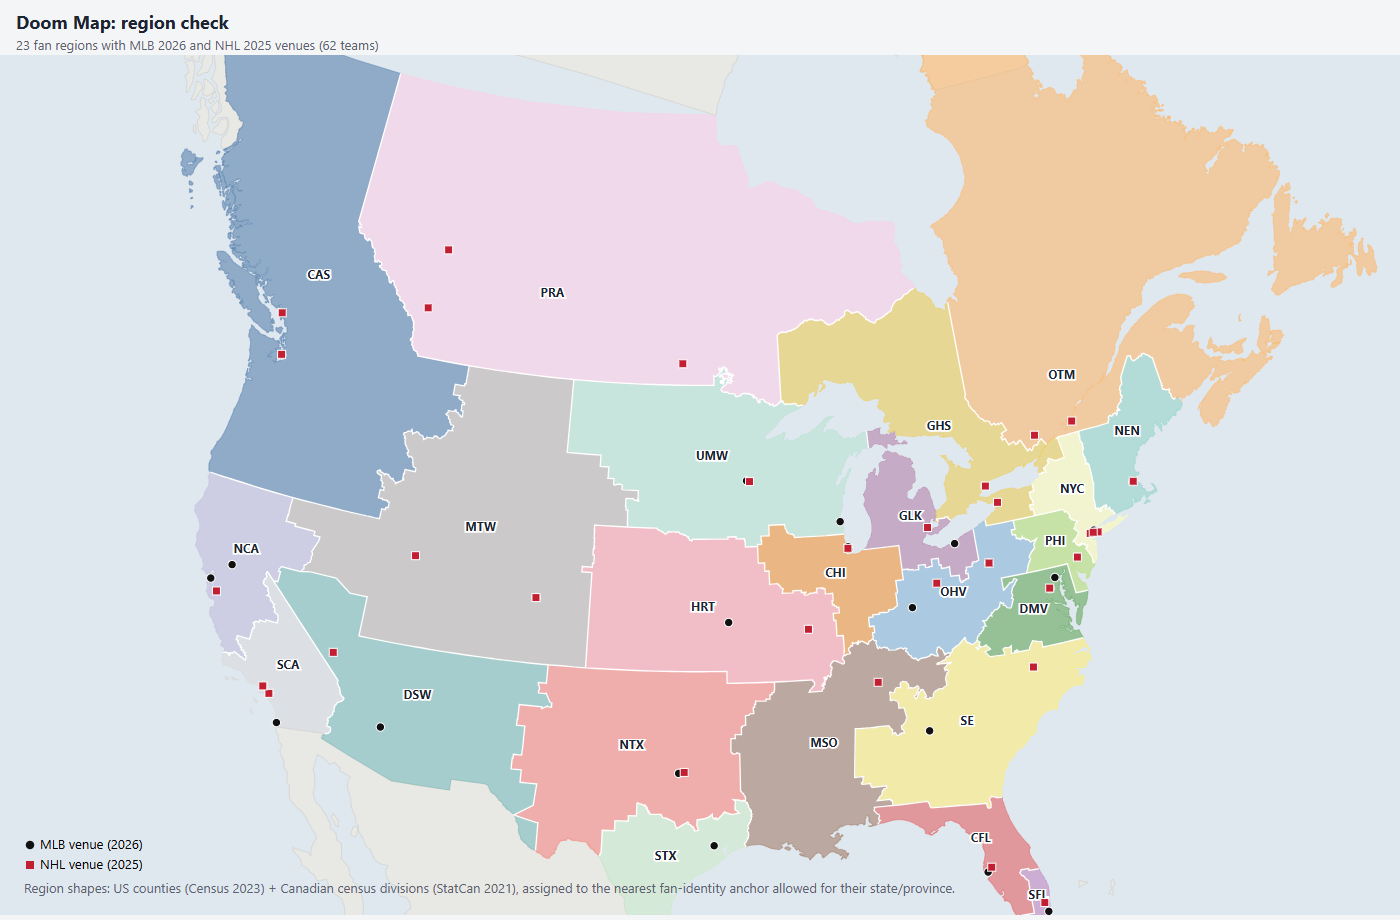 Doom Map: region check
23 fan regions with MLB 2026 and NHL 2025 venues (62 teams)
CAS
PRA
OTM
GHS
NEN
UMW
NYC
GLK
MTW
PHI
NCA
CHI
OHV
HRT
DMV
SCA
DSW
SE
NTX
MSO
CFL
STX
SFL
MLB venue (2026)
NHL venue (2025)
Region shapes: US counties (Census 2023) + Canadian census divisions (StatCan 2021), assigned to the nearest fan-identity anchor allowed for their state/province.